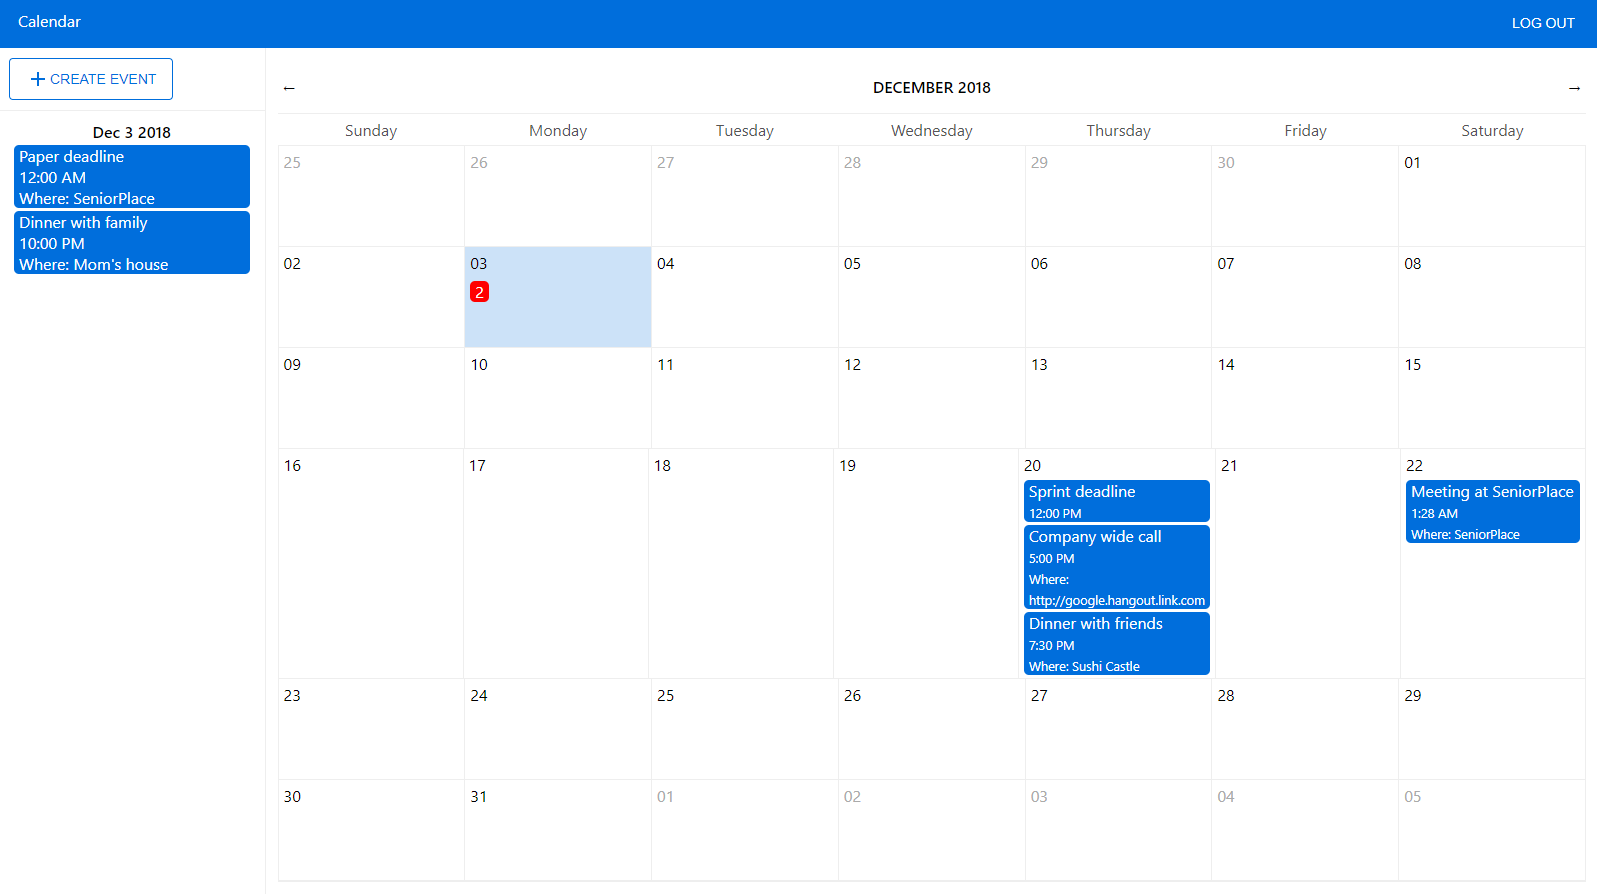 Calendar
LOG OUT
CREATE EVENT
Dec 3 2018
Paper deadline
12:00 AM
Where: SeniorPlace
Dinner with family
10:00 PM
Where: Mom's house
← DECEMBER 2018 →
Sunday Monday Tuesday Wednesday Thursday Friday Saturday
25 26 27 28 29 30 01
02 03 04 05 06 07 08
2
09 10 11 12 13 14 15
16 17 18 19 20 21 22
Sprint deadline
12:00 PM
Company wide call
5:00 PM
Where:
http://google.hangout.link.com
Dinner with friends
7:30 PM
Where: Sushi Castle
Meeting at SeniorPlace
1:28 AM
Where: SeniorPlace
23 24 25 26 27 28 29
30 31 01 02 03 04 05